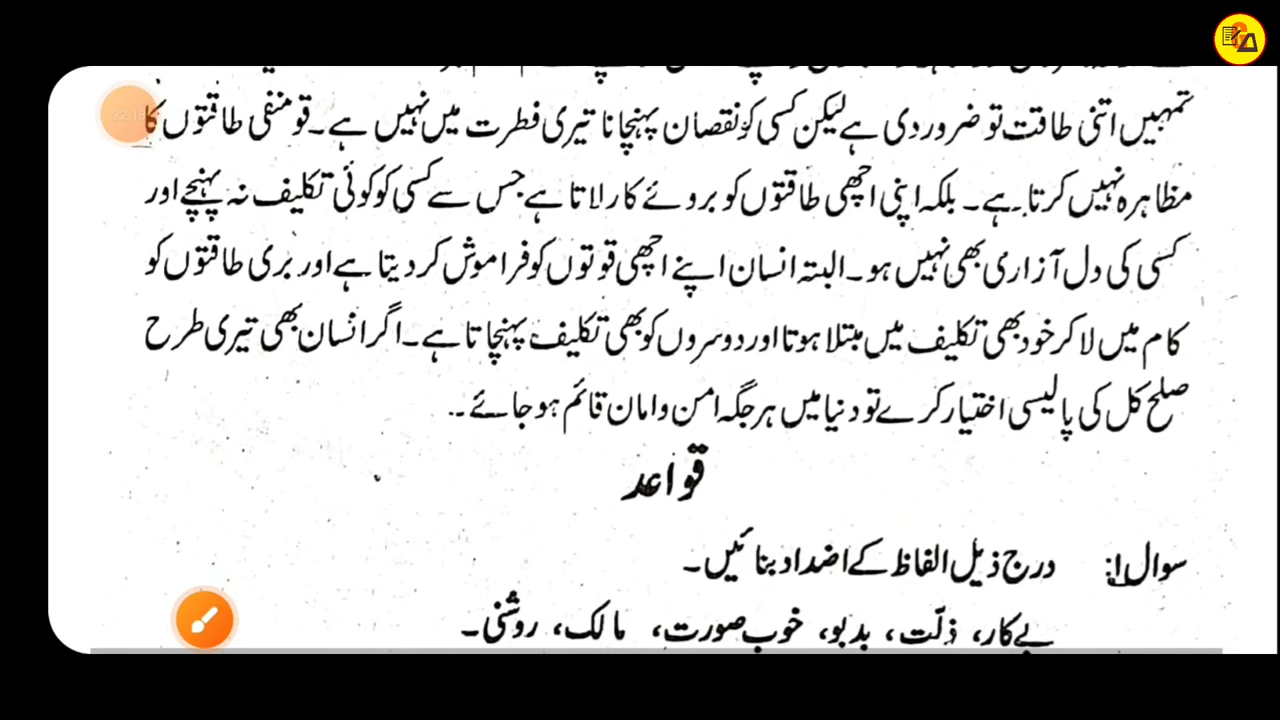 22:18
تمہیں اتنی طاقت تو ضرور دی ہے لیکن کسی کو نقصان پہنچانا تیری فطرت میں نہیں ہے۔ تو منفی طاقتوں کا
مظاہرہ نہیں کرتا ہے۔ بلکہ اپنی اچھی طاقتوں کو بروئے کار لاتا ہے جس سے کسی کو کوئی تکلیف نہ پہنچے اور
کسی کی دل آزاری بھی نہیں ہو۔ البتہ انسان اپنے اچھی قوتوں کو فراموش کر دیتا ہے اور بری طاقتوں کو
کام میں لا کر خود بھی تکلیف میں مبتلا ہوتا اور دوسروں کو بھی تکلیف پہنچاتا ہے۔ اگر انسان بھی تیری طرح
صلح کل کی پالیسی اختیار کرے تو دنیا میں ہر جگہ امن و امان قائم ہو جائے۔
قواعد
سوال ۱: درج ذیل الفاظ کے اضداد بنائیں۔
بےکار، ذلّت، بدبو، خوب صورت، مالک، روشنی۔